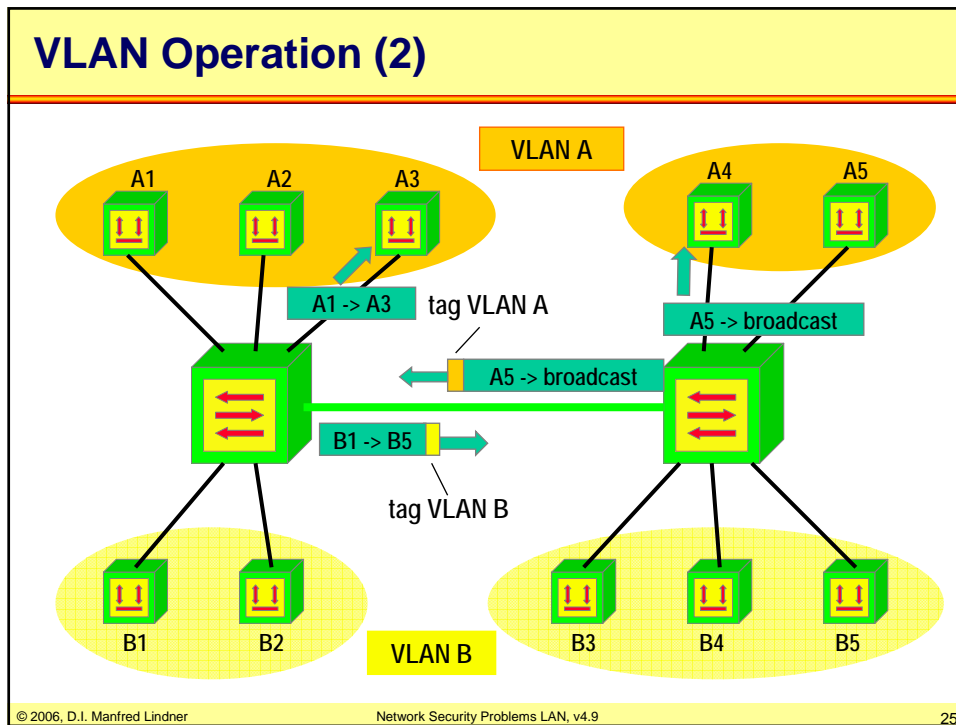 VLAN Operation (2)
VLAN A
A1
A2
A3
A4
A5
A1 -> A3
tag VLAN A
A5 -> broadcast
A5 -> broadcast
B1 -> B5
tag VLAN B
B1
B2
B3
B4
B5
VLAN B
© 2006, D.I. Manfred Lindner
Network Security Problems LAN, v4.9
25